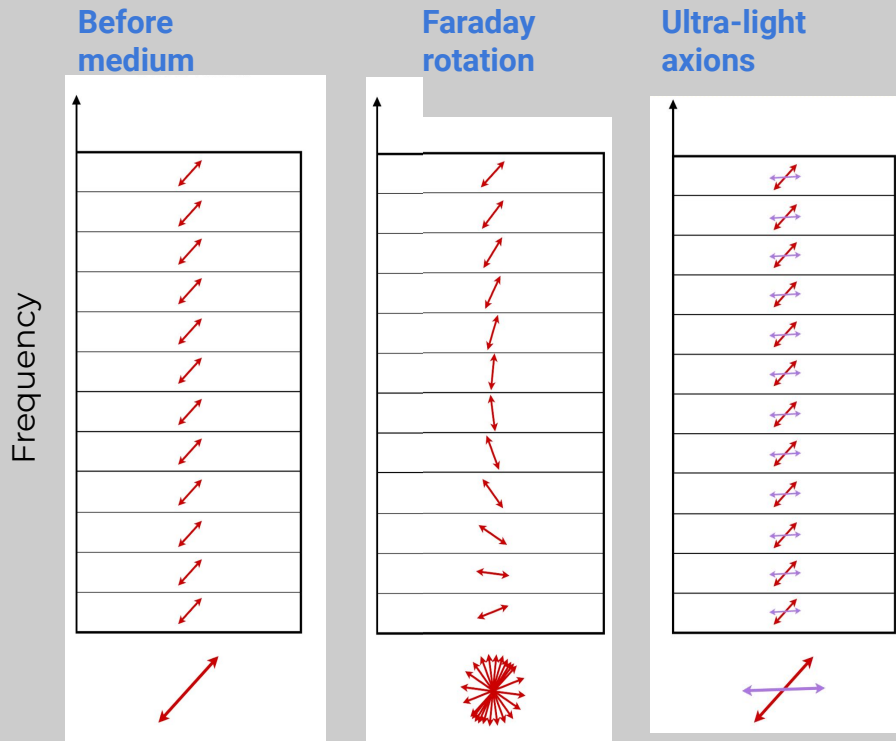 Before
medium
Faraday
rotation
Ultra-light
axions
Frequency